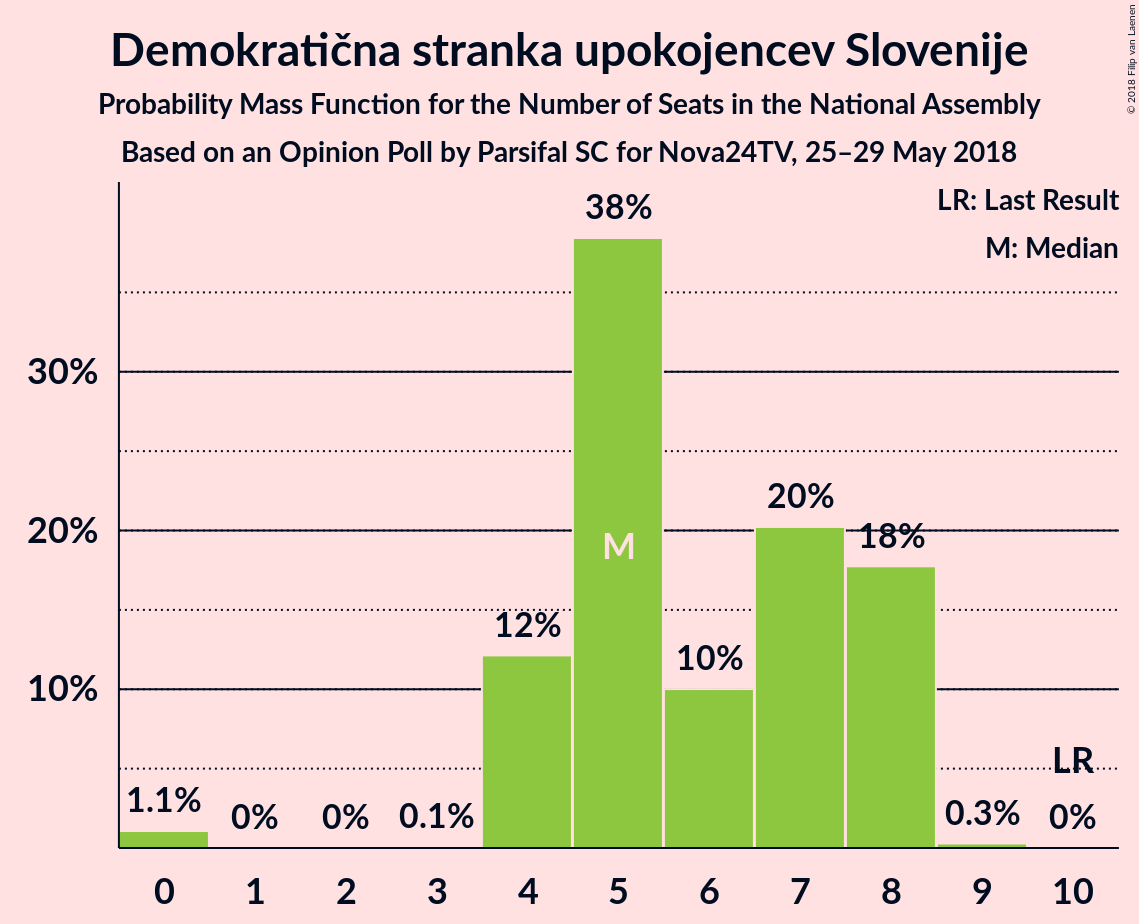 Demokratična stranka upokojencev Slovenije
Probability Mass Function for the Number of Seats in the National Assembly
Based on an Opinion Poll by Parsifal SC for Nova24TV, 25–29 May 2018
© 2018 Filip van Laenen
LR: Last Result
M: Median
30%
20%
10%
1.1%
0%
0%
0.1%
12%
38%
M
10%
20%
18%
0.3%
LR
0%
0 1 2 3 4 5 6 7 8 9 10